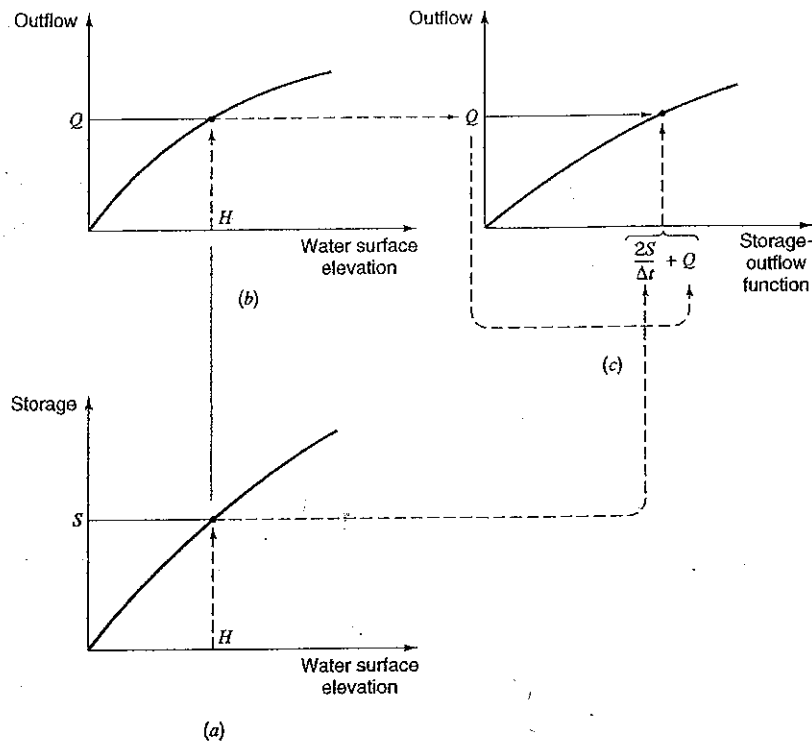 Outflow
Q
H
Water surface
elevation
(b)
Outflow
Q
2S/Δt + Q
Storage-
outflow
function
(c)
Storage
S
H
Water surface
elevation
(a)